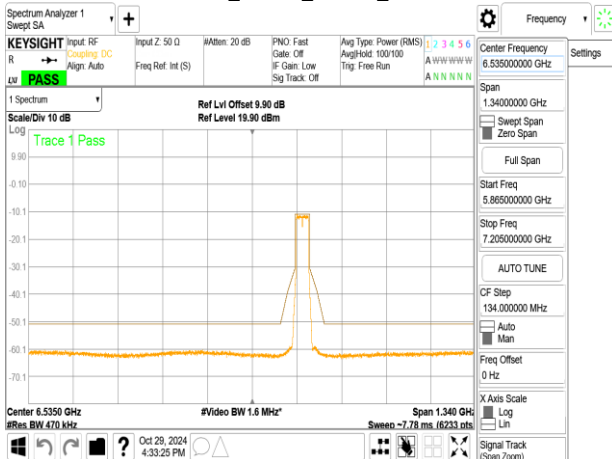 Spectrum Analyzer 1
Swept SA
+
Frequency
KEYSIGHT
Input: RF
Coupling: DC
Align: Auto
Input Z: 50 Ω
Freq Ref: Int (S)
#Atten: 20 dB
PNO: Fast
Gate: Off
IF Gain: Low
Sig Track: Off
Avg Type: Power (RMS)
Avg|Hold: 100/100
Trig: Free Run
1 2 3 4 5 6
A W W W W W
A N N N N N
R
LXI
PASS
1 Spectrum
Scale/Div 10 dB
Ref Lvl Offset 9.90 dB
Ref Level 19.90 dBm
Log
Trace 1 Pass
9.90
-0.10
-10.1
-20.1
-30.1
-40.1
-50.1
-60.1
-70.1
Center 6.5350 GHz
#Video BW 1.6 MHz*
Span 1.340 GHz
#Res BW 470 kHz
Sweep ~7.78 ms (6233 pts
Oct 29, 2024
4:33:25 PM
?
Center Frequency
6.535000000 GHz
Settings
Span
1.34000000 GHz
Swept Span
Zero Span
Full Span
Start Freq
5.865000000 GHz
Stop Freq
7.205000000 GHz
AUTO TUNE
CF Step
134.000000 MHz
Auto
Man
Freq Offset
0 Hz
X Axis Scale
Log
Lin
Signal Track
(Span Zoom)